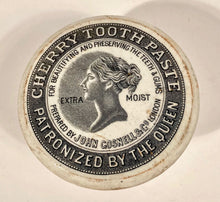 CHERRY TOOTH PASTE
FOR BEAUTIFYING AND PRESERVING THE TEETH & GUMS
EXTRA MOIST
PREPARED BY JOHN GOSNELL & Co. LONDON
PATRONIZED BY THE QUEEN